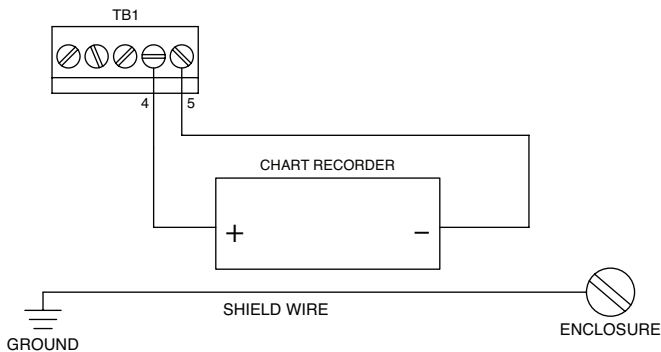 TB1
4 5
CHART RECORDER
+ −
SHIELD WIRE
GROUND
ENCLOSURE